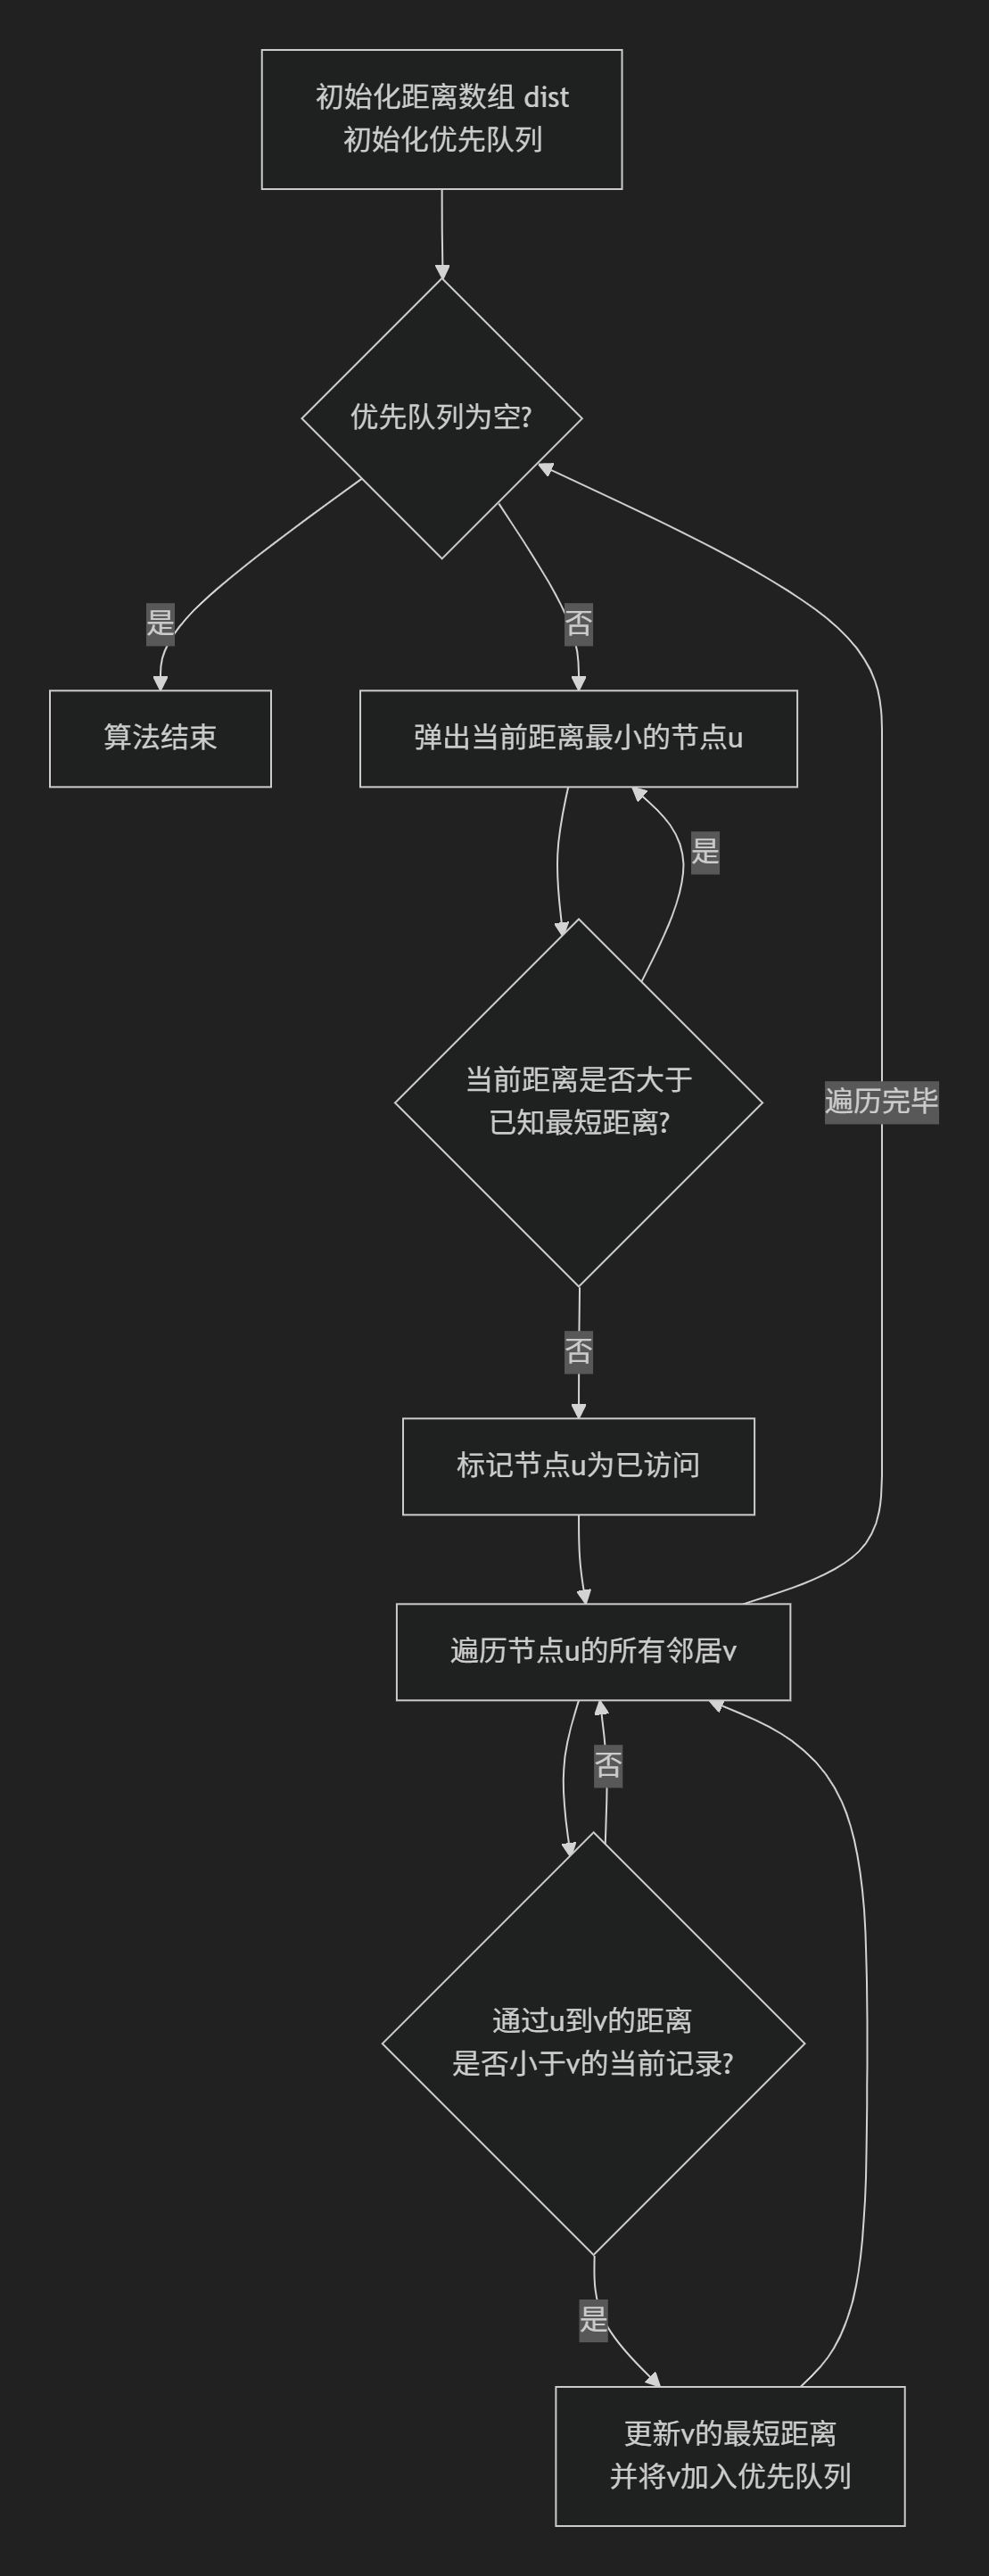 初始化距离数组 dist
初始化优先队列
优先队列为空?
是
否
算法结束
弹出当前距离最小的节点u
是
当前距离是否大于
已知最短距离?
遍历完毕
否
标记节点u为已访问
遍历节点u的所有邻居v
否
通过u到v的距离
是否小于v的当前记录?
是
更新v的最短距离
并将v加入优先队列